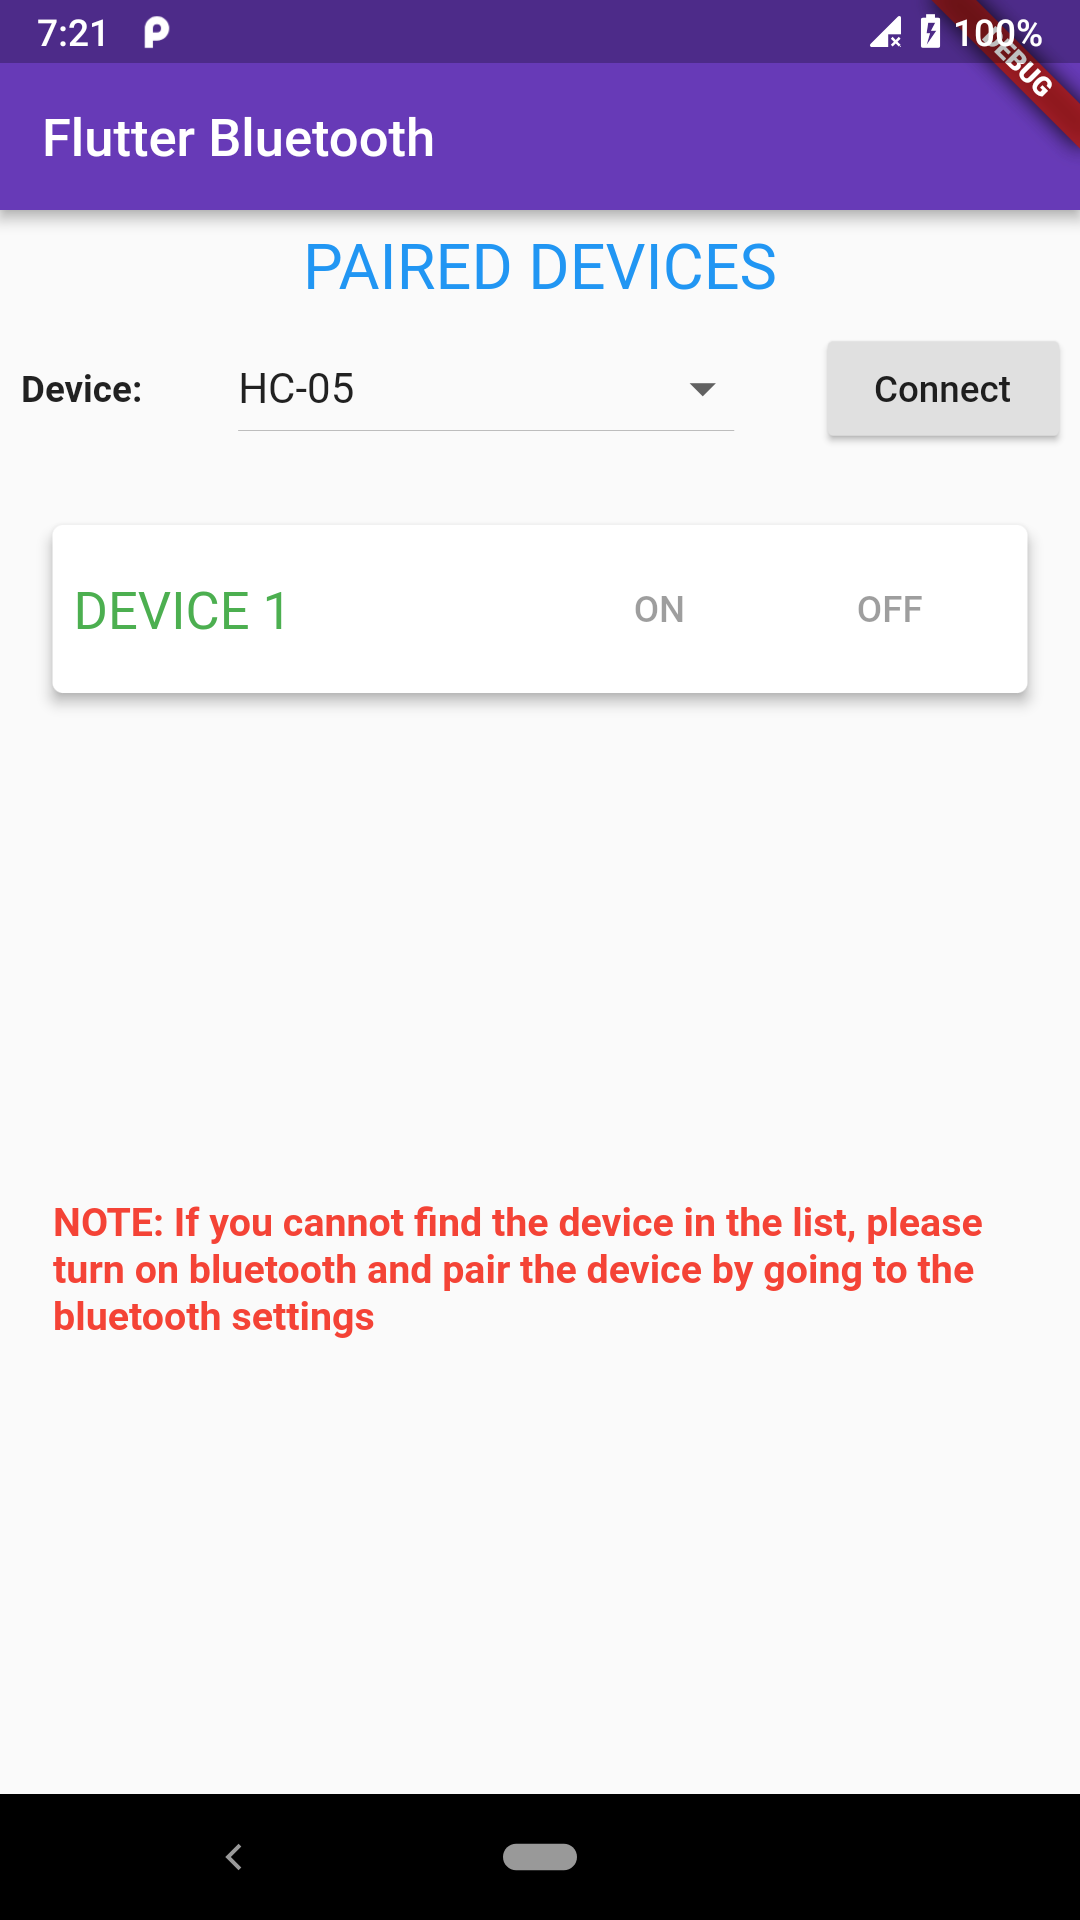 7:21 100%
DEBUG
Flutter Bluetooth
PAIRED DEVICES
Device: HC-05 Connect
DEVICE 1 ON OFF
NOTE: If you cannot find the device in the list, please
turn on bluetooth and pair the device by going to the
bluetooth settings